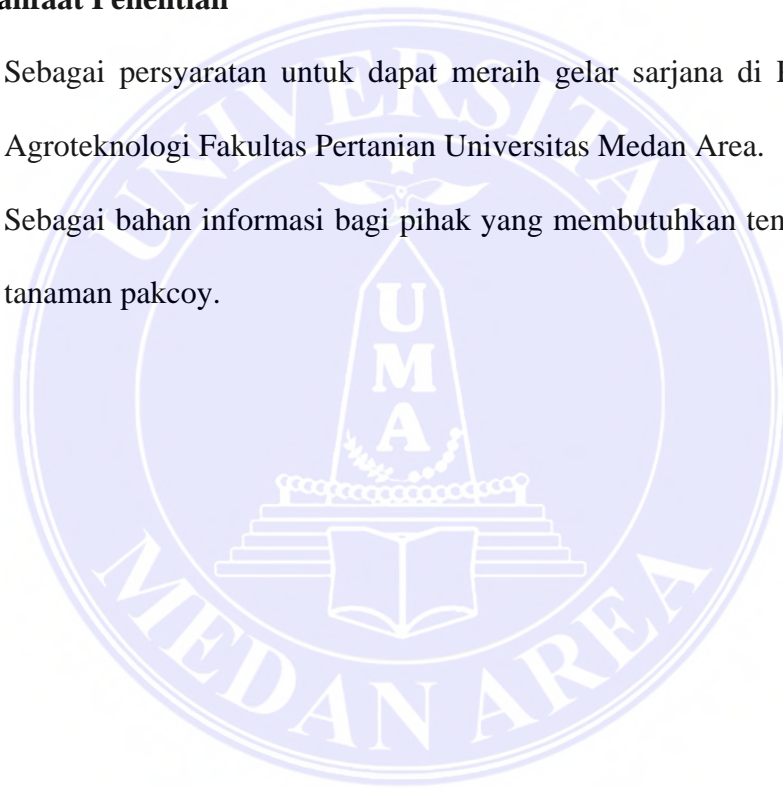 Penelitian
Sebagai persyaratan untuk dapat meraih gelar sarjana di
Agroteknologi Fakultas Pertanian Universitas Medan Area.
Sebagai bahan informasi bagi pihak yang membutuhkan
tanaman pakcoy.
UNIVERSITAS
UMA
MEDAN AREA